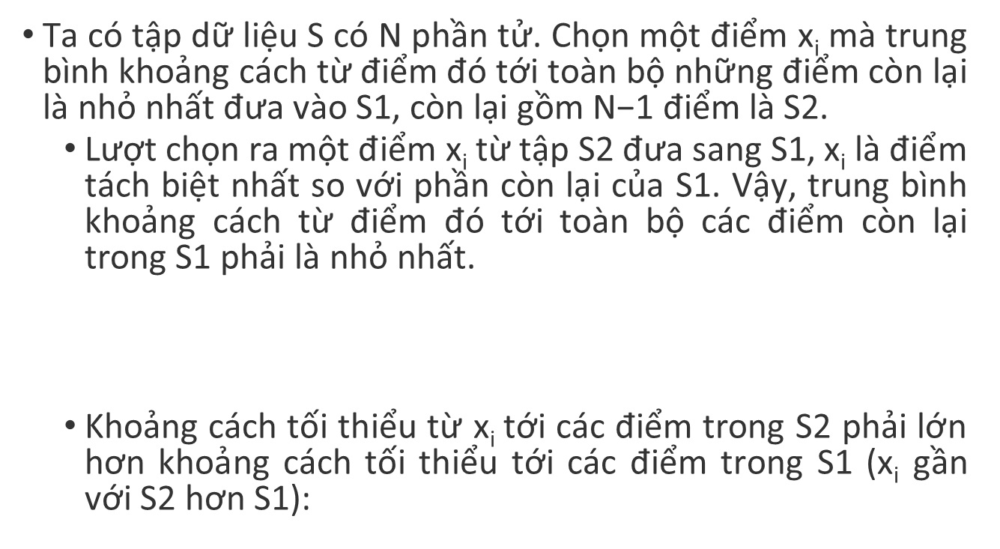 • Ta có tập dữ liệu S có N phần tử. Chọn một điểm xᵢ mà trung
bình khoảng cách từ điểm đó tới toàn bộ những điểm còn lại
là nhỏ nhất đưa vào S1, còn lại gồm N−1 điểm là S2.
• Lượt chọn ra một điểm xᵢ từ tập S2 đưa sang S1, xᵢ là điểm
tách biệt nhất so với phần còn lại của S1. Vậy, trung bình
khoảng cách từ điểm đó tới toàn bộ các điểm còn lại
trong S1 phải là nhỏ nhất.
• Khoảng cách tối thiểu từ xᵢ tới các điểm trong S2 phải lớn
hơn khoảng cách tối thiểu tới các điểm trong S1 (xᵢ gần
với S2 hơn S1):